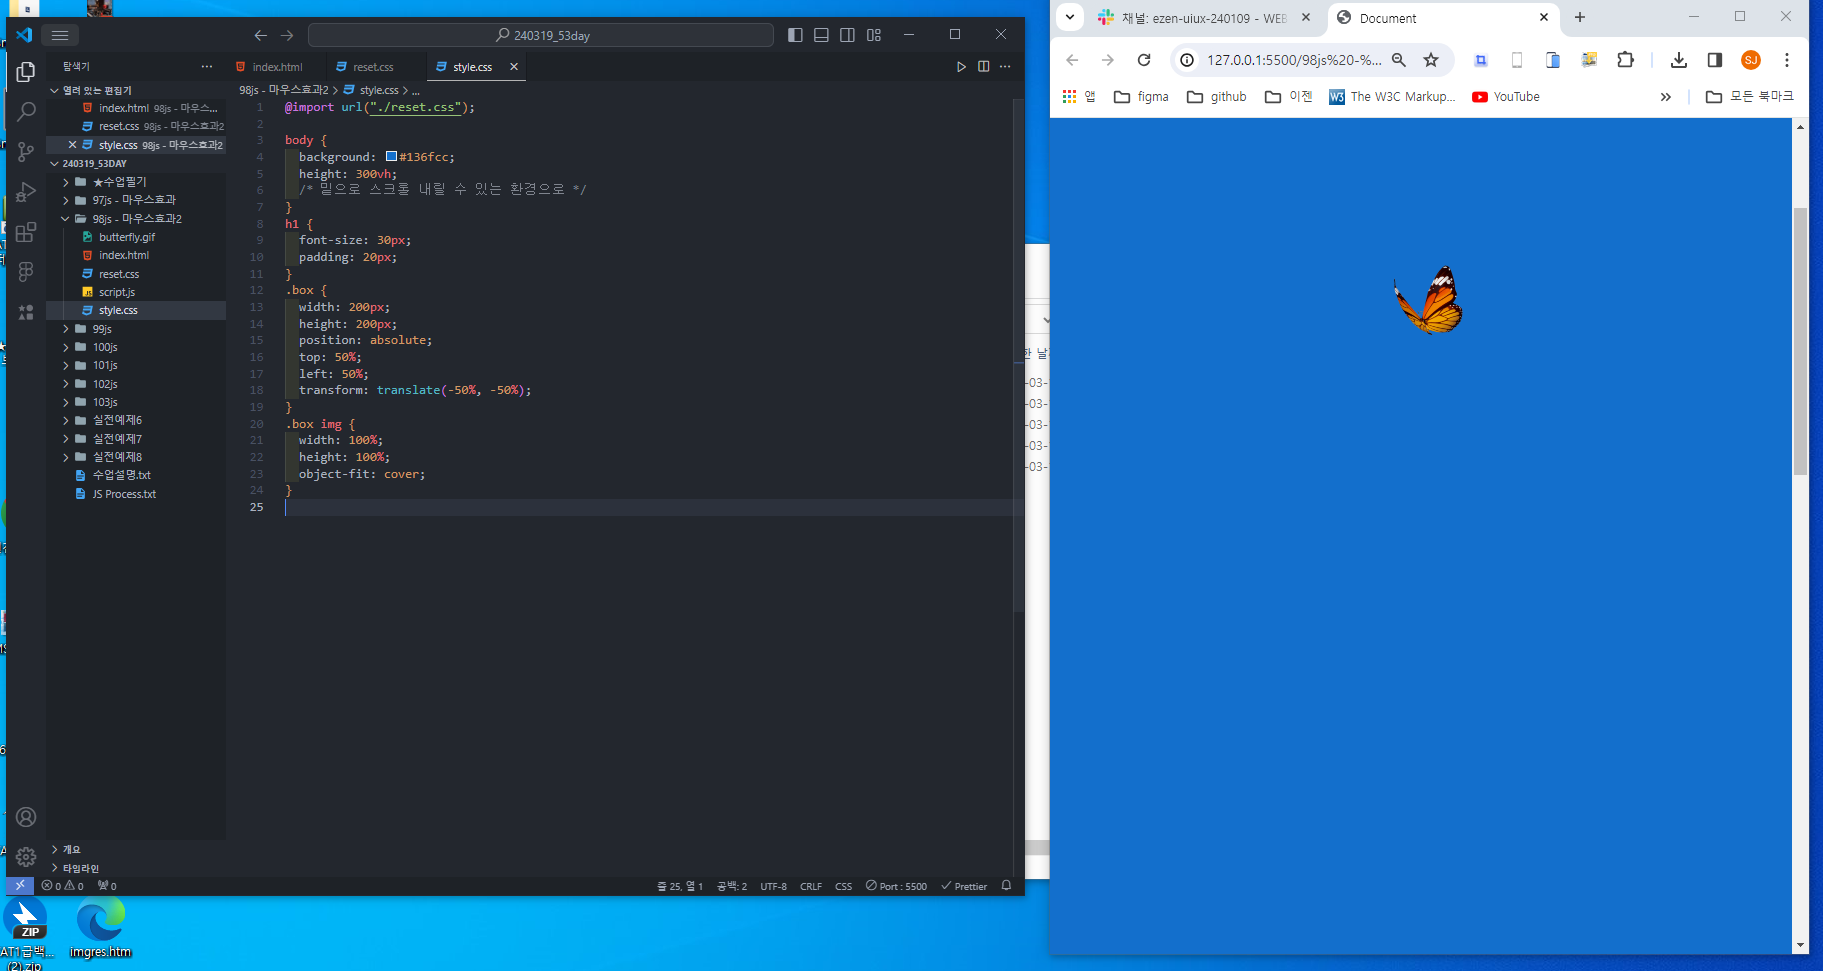 240319_53day
탐색기
index.html
reset.css
style.css
열려 있는 편집기
index.html 98js - 마우스...
reset.css 98js - 마우스효과2
style.css 98js - 마우스효과2
240319_53DAY
★수업필기
97js - 마우스효과
98js - 마우스효과2
butterfly.gif
index.html
reset.css
script.js
style.css
99js
100js
101js
102js
103js
실전예제6
실전예제7
실전예제8
수업설명.txt
JS Process.txt
개요
타임라인
98js - 마우스효과2 > style.css > ...
1 @import url("./reset.css");
2
3 body {
4 background: #136fcc;
5 height: 300vh;
6 /* 밑으로 스크롤 내릴 수 있는 환경으로 */
7 }
8 h1 {
9 font-size: 30px;
10 padding: 20px;
11 }
12 .box {
13 width: 200px;
14 height: 200px;
15 position: absolute;
16 top: 50%;
17 left: 50%;
18 transform: translate(-50%, -50%);
19 }
20 .box img {
21 width: 100%;
22 height: 100%;
23 object-fit: cover;
24 }
25
0 0 0
줄 25, 열 1 공백: 2 UTF-8 CRLF CSS Port : 5500 Prettier
한 날
-03-
-03-
-03-
-03-
-03-
채널: ezen-uiux-240109 - WEB
Document
127.0.0.1:5500/98js%20-%...
SJ
앱 figma github 이젠 W3 The W3C Markup... YouTube » 모든 북마크
ZIP
AT1급백...
(2).zip
imgres.htm